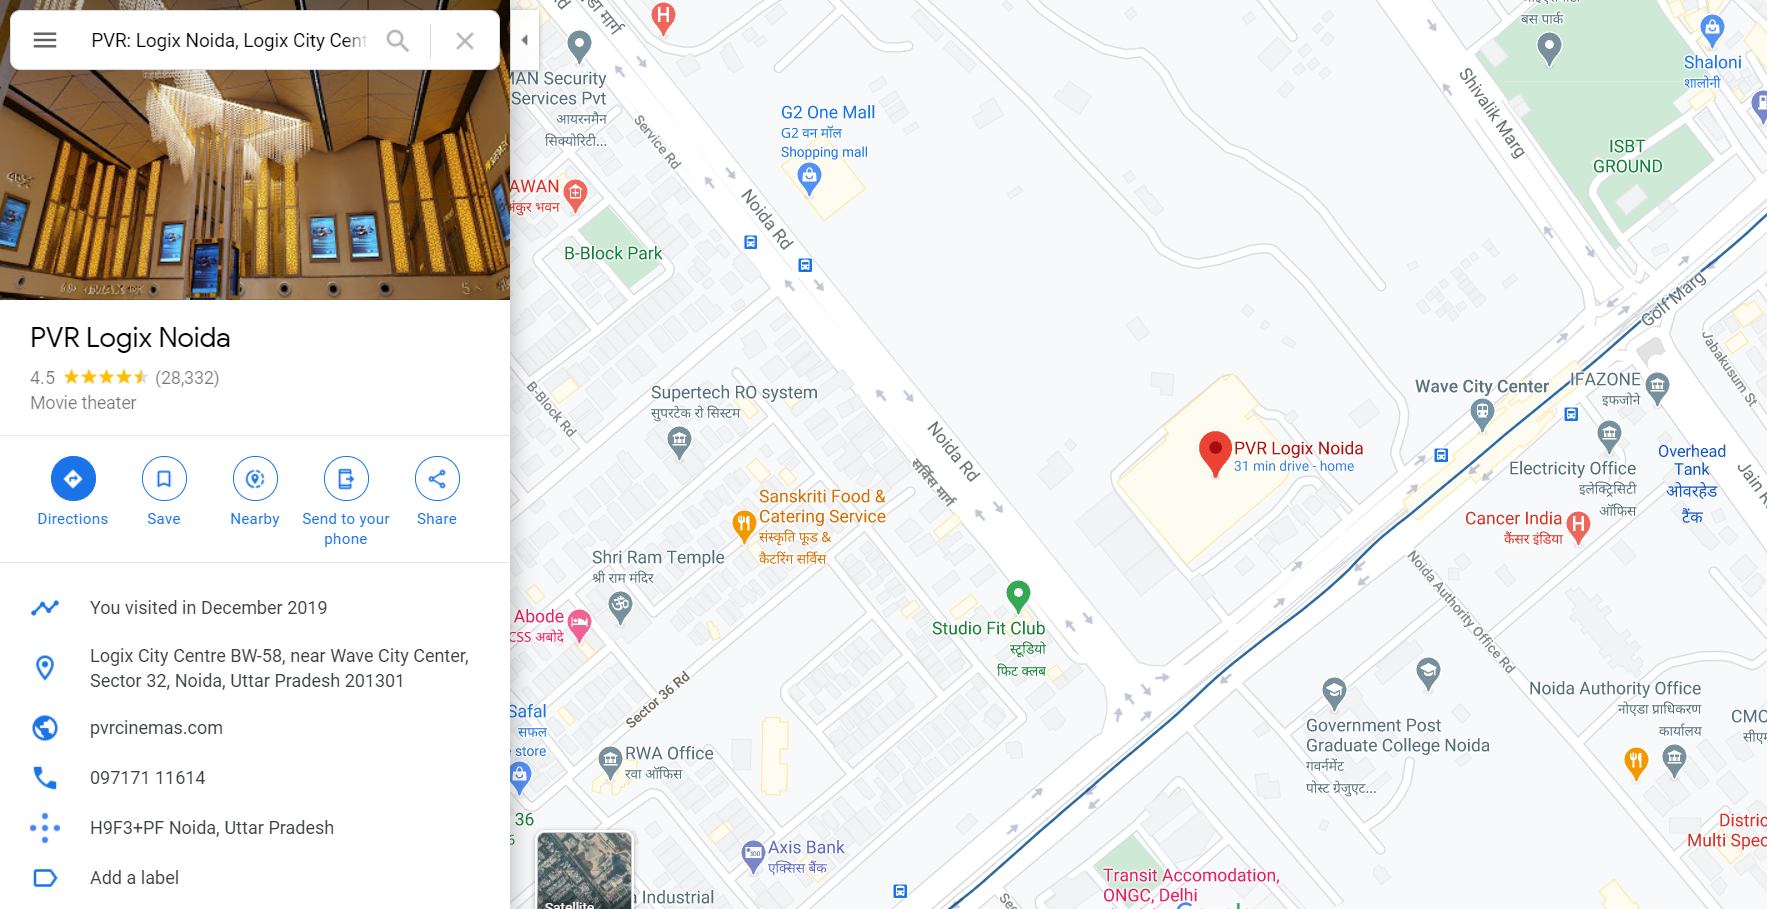 PVR: Logix Noida, Logix City Cent
PVR Logix Noida
4.5
(28,332)
Movie theater
Directions
Save
Nearby
Send to your
phone
Share
You visited in December 2019
Logix City Centre BW-58, near Wave City Center,
Sector 32, Noida, Uttar Pradesh 201301
pvrcinemas.com
097171 11614
H9F3+PF Noida, Uttar Pradesh
Add a label
H
MAN Security
Services Pvt
आयरनमैन
सिक्योरिटी...
Service Rd
G2 One Mall
G2 वन मॉल
Shopping mall
AWAN
अंकुर भवन
B-Block Park
Noida Rd
बस पार्क
Shaloni
शालोनी
Shivalik Marg
ISBT
GROUND
Golf Marg
Jabakusum St
B-Block Rd
Supertech RO system
सुपरटेक रो सिस्टम
Noida Rd
सर्विस मार्ग
Wave City Center
IFAZONE
इफजोने
PVR Logix Noida
31 min drive - home
Electricity Office
इलेक्ट्रिसिटी
ऑफिस
Overhead
Tank
ओवरहेड
टैंक
Jain
Cancer India
कैंसर इंडिया
H
Sanskriti Food &
Catering Service
संस्कृति फूड &
कैटरिंग सर्विस
Shri Ram Temple
श्री राम मंदिर
Abode
CSS अबोदे
Studio Fit Club
स्टूडियो
फिट क्लब
Noida Authority Office Rd
Sector 36 Rd
Safal
सफल
store
RWA Office
रवा ऑफिस
Government Post
Graduate College Noida
गवर्नमेंट
पोस्ट ग्रेजुएट...
Noida Authority Office
नोएडा प्राधिकरण
कार्यालय
CMO
36
Axis Bank
एक्सिस बैंक
Industrial
Satellite
Transit Accomodation,
ONGC, Delhi
Distric
Multi Spec